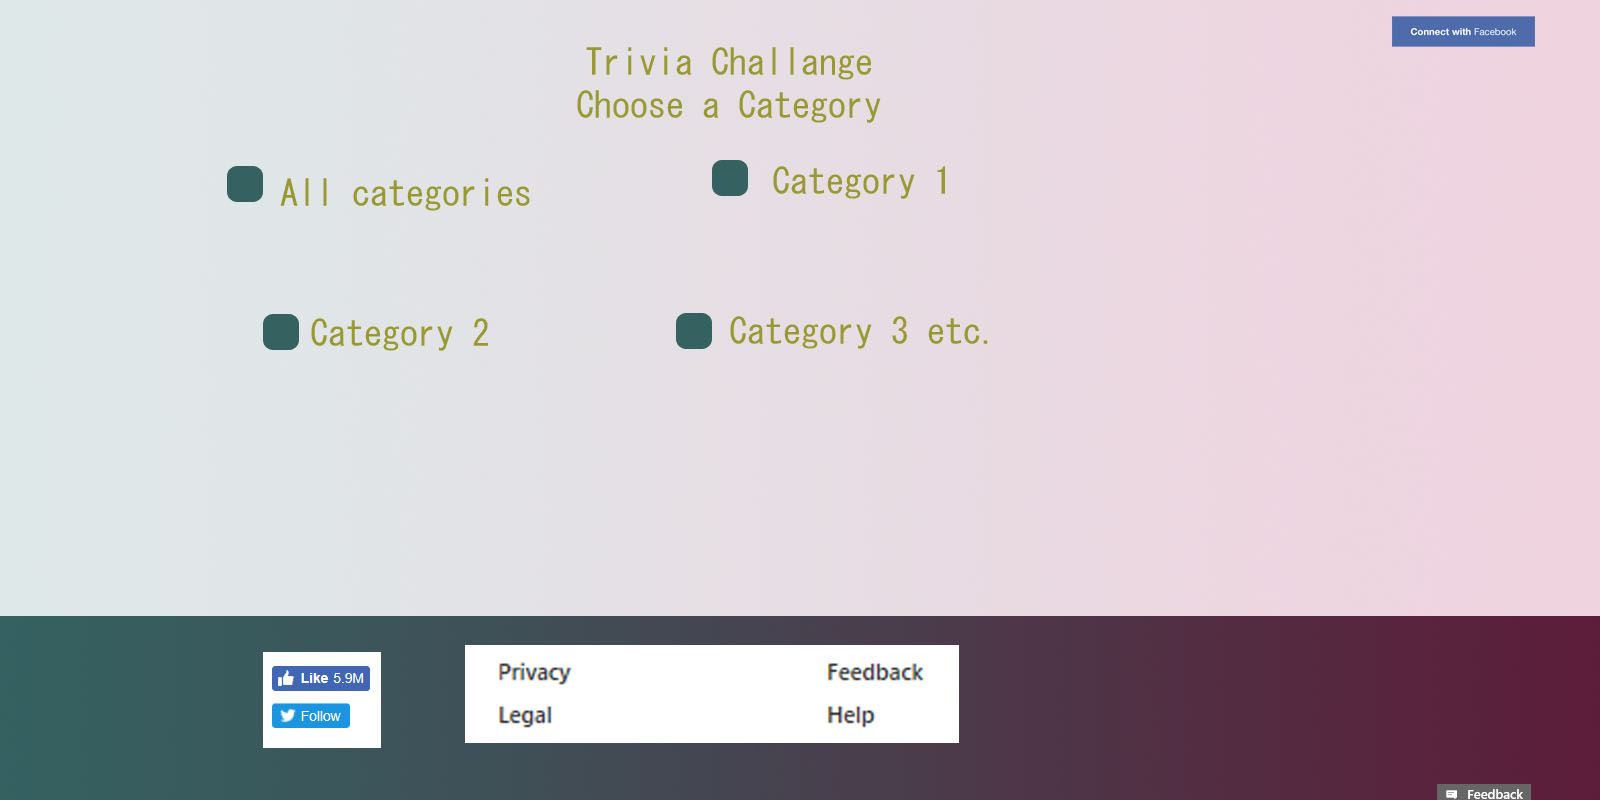 Connect with Facebook
Trivia Challange
Choose a Category
All categories
Category 1
Category 2
Category 3 etc.
Like 5.9M
Follow
Privacy
Feedback
Legal
Help
Feedback